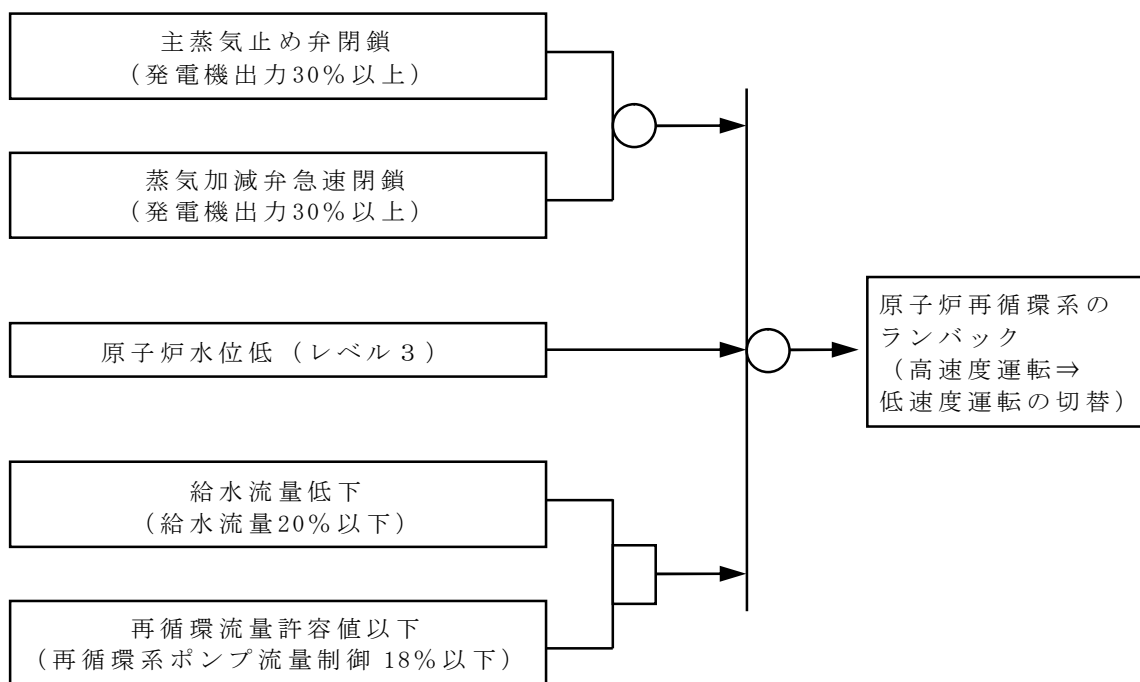 主蒸気止め弁閉鎖
（発電機出力30%以上）
蒸気加減弁急速閉鎖
（発電機出力30%以上）
原子炉水位低（レベル３）
給水流量低下
（給水流量20%以下）
再循環流量許容値以下
（再循環系ポンプ流量制御 18%以下）
原子炉再循環系の
ランバック
（高速度運転⇒
低速度運転の切替）